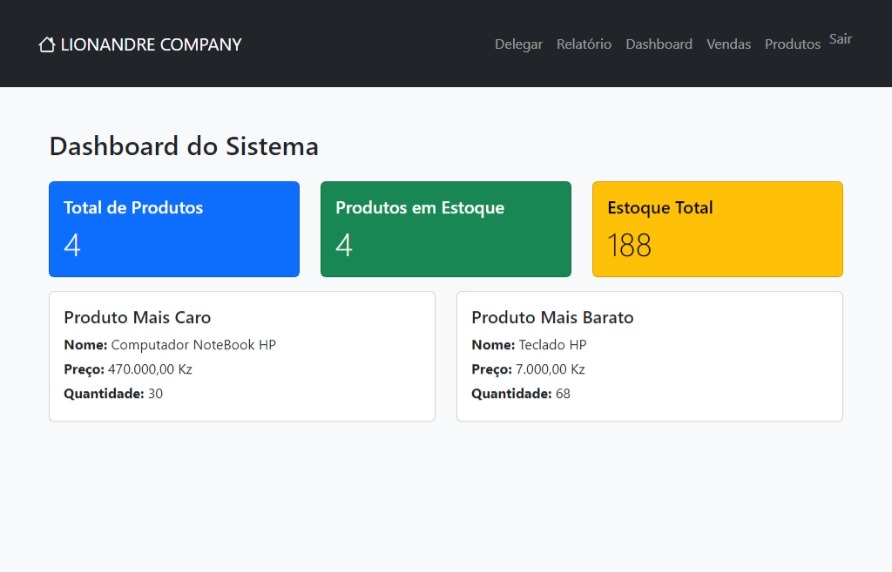 LIONANDRE COMPANY
Delegar Relatório Dashboard Vendas Produtos Sair
Dashboard do Sistema
Total de Produtos
4
Produtos em Estoque
4
Estoque Total
188
Produto Mais Caro
Nome: Computador NoteBook HP
Preço: 470.000,00 Kz
Quantidade: 30
Produto Mais Barato
Nome: Teclado HP
Preço: 7.000,00 Kz
Quantidade: 68